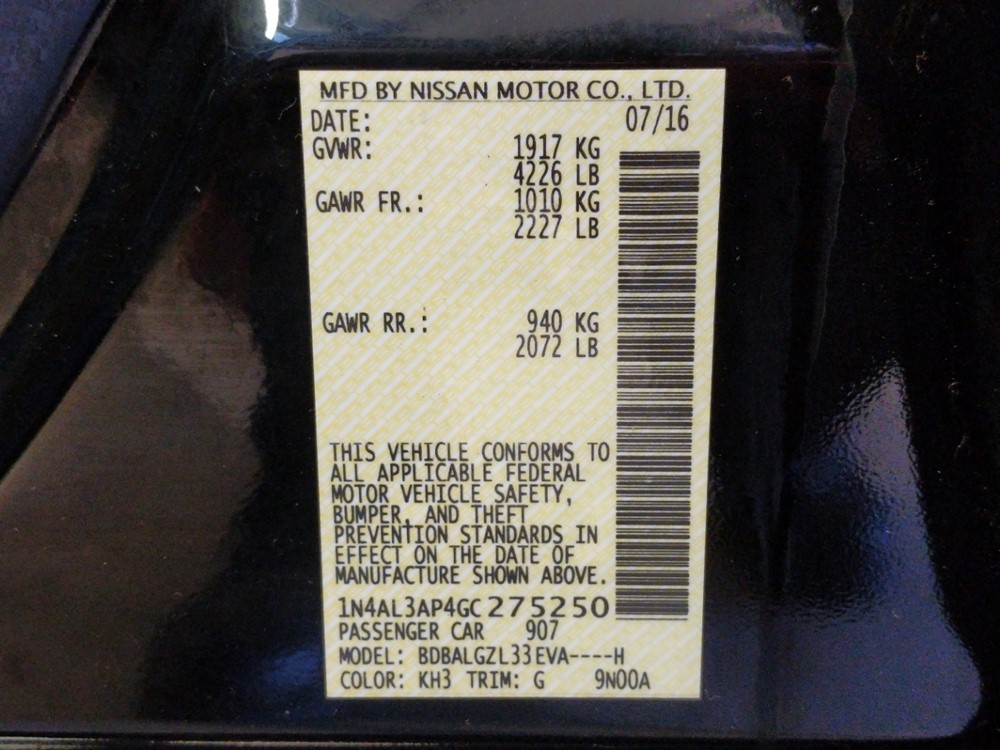 MFD BY NISSAN MOTOR CO., LTD.
DATE: 07/16
GVWR: 1917 KG
4226 LB
GAWR FR.: 1010 KG
2227 LB
GAWR RR.: 940 KG
2072 LB
THIS VEHICLE CONFORMS TO
ALL APPLICABLE FEDERAL
MOTOR VEHICLE SAFETY,
BUMPER, AND THEFT
PREVENTION STANDARDS IN
EFFECT ON THE DATE OF
MANUFACTURE SHOWN ABOVE.
1N4AL3AP4GC275250
PASSENGER CAR 907
MODEL: BDBALGZL33EVA----H
COLOR: KH3 TRIM: G 9N00A